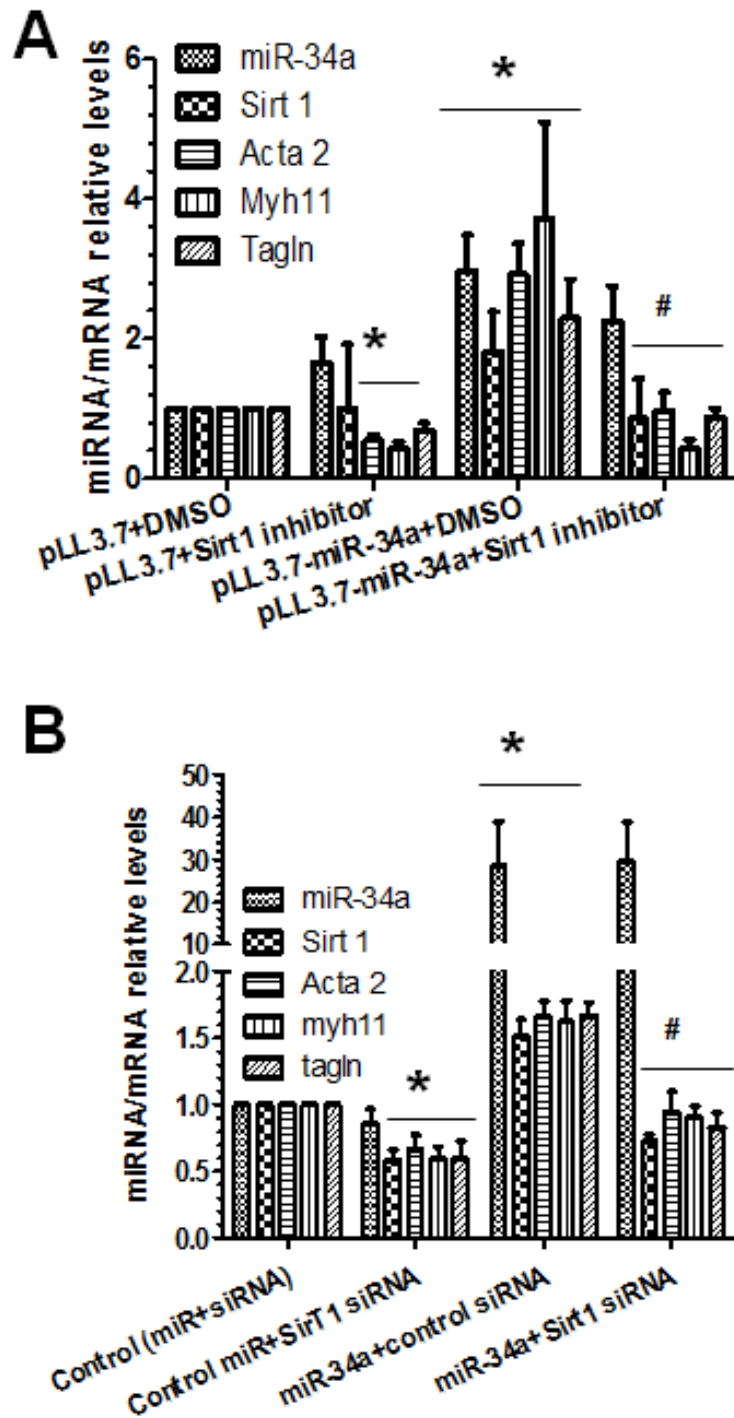 A
miRNA/mRNA relative levels
6
4
2
0
miR-34a
Sirt 1
Acta 2
Myh11
Tagln
*
*
#
pLL3.7+DMSO
pLL3.7+Sirt1 inhibitor
pLL3.7-miR-34a+DMSO
pLL3.7-miR-34a+Sirt1 inhibitor
B
miRNA/mRNA relative levels
50
40
30
20
10
2.0
1.5
1.0
0.5
0.0
miR-34a
Sirt 1
Acta 2
myh11
tagln
*
*
#
Control (miR+siRNA)
Control miR+SirT1 siRNA
miR-34a+control siRNA
miR-34a+Sirt1 siRNA